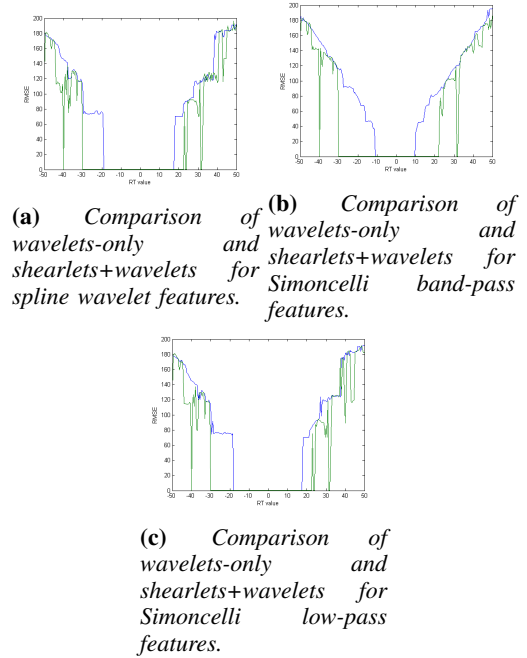 200
180
160
140
120
100
80
60
40
20
0
RMSE
-50 -40 -30 -20 -10 0 10 20 30 40 50
RT value
(a) Comparison of
wavelets-only and
shearlets+wavelets for
spline wavelet features.
200
180
160
140
120
100
80
60
40
20
0
-50 -40 -30 -20 -10 0 10 20 30 40 50
RT value
(b) Comparison of
wavelets-only and
shearlets+wavelets for
Simoncelli band-pass
features.
200
180
160
140
120
100
80
60
40
20
0
RMSE
-50 -40 -30 -20 -10 0 10 20 30 40 50
RT value
(c) Comparison of
wavelets-only and
shearlets+wavelets for
Simoncelli low-pass
features.